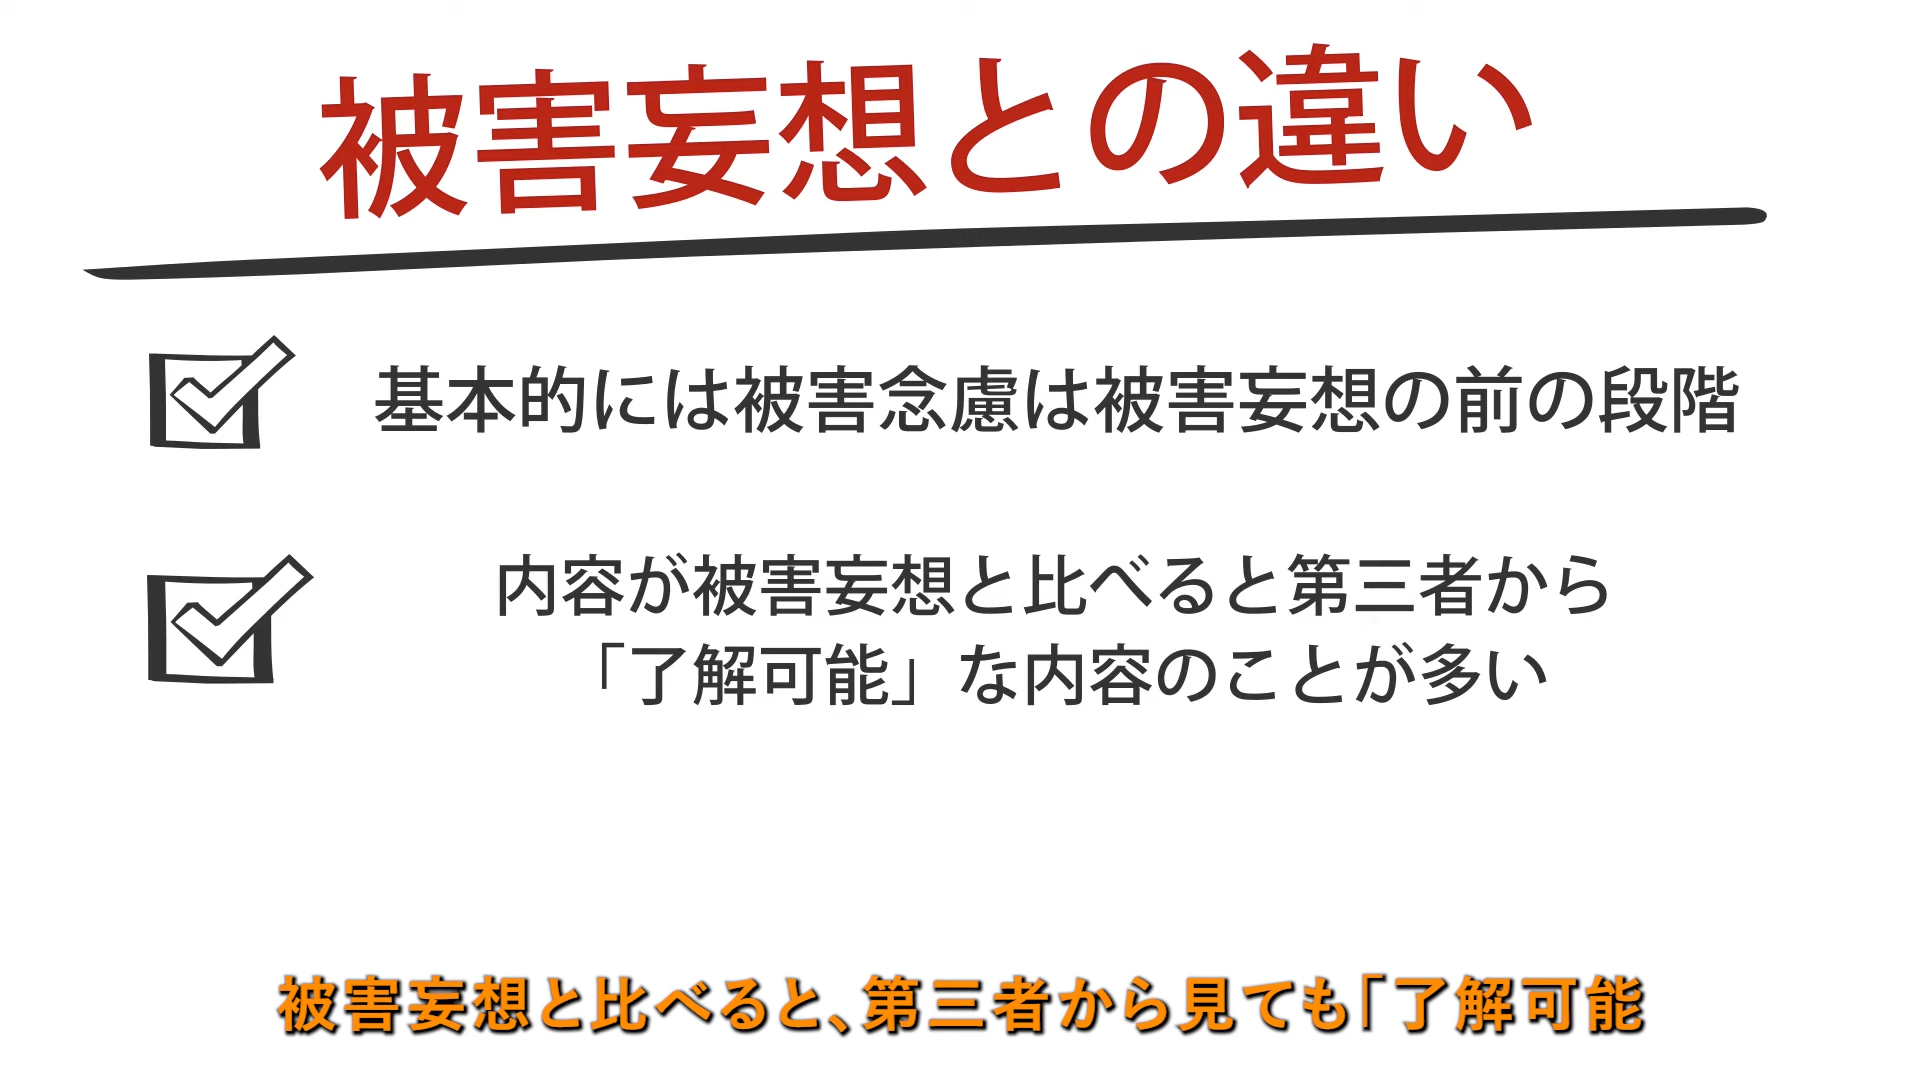 被害妄想との違い
基本的には被害念慮は被害妄想の前の段階
内容が被害妄想と比べると第三者から
「了解可能」な内容のことが多い
被害妄想と比べると、第三者から見ても「了解可能